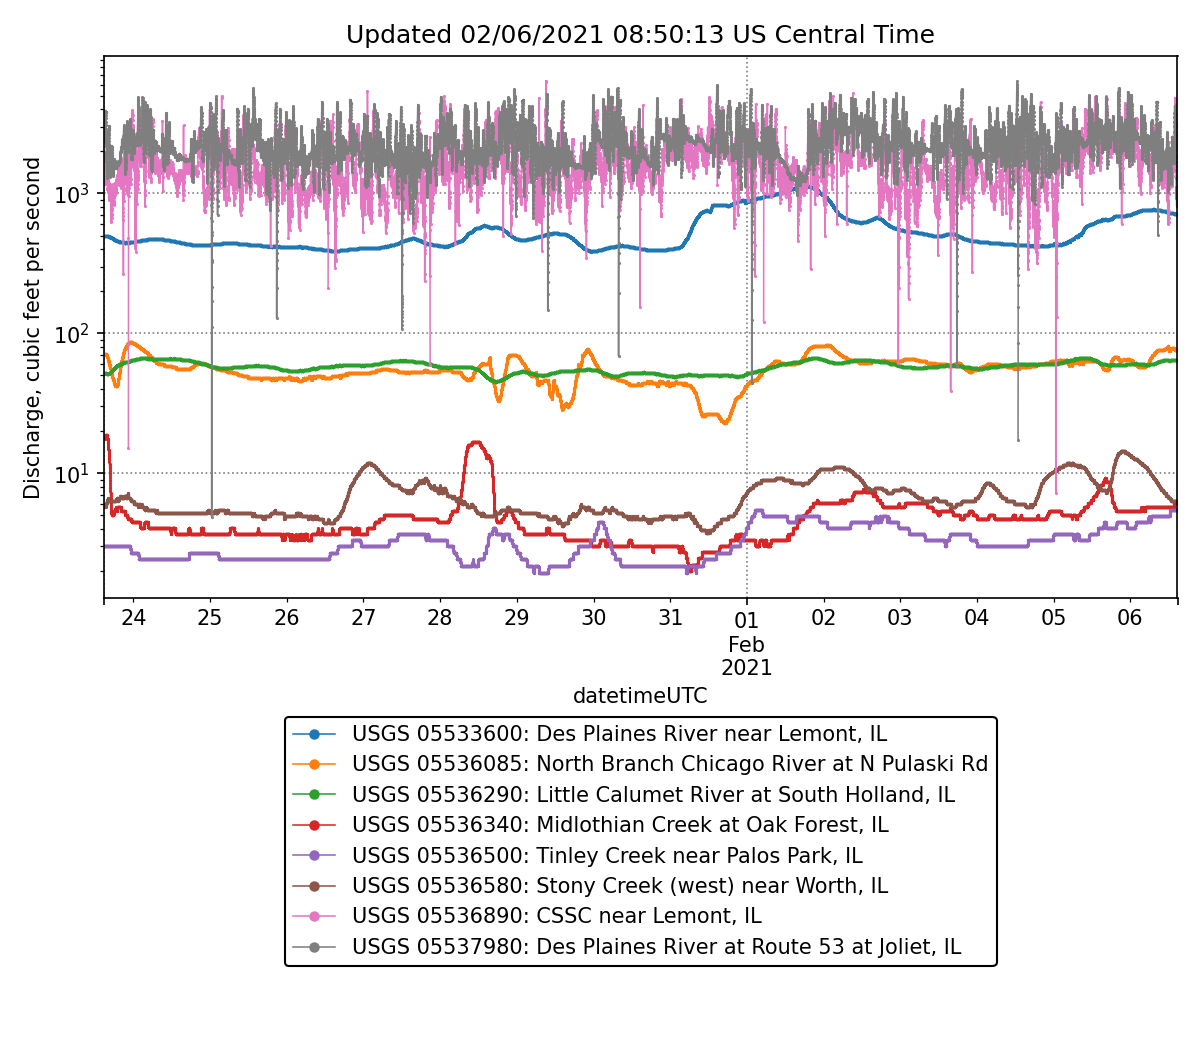 Updated 02/06/2021 08:50:13 US Central Time
Discharge, cubic feet per second
10³
10²
10¹
24 25 26 27 28 29 30 31 01 02 03 04 05 06
Feb
2021
datetimeUTC
USGS 05533600: Des Plaines River near Lemont, IL
USGS 05536085: North Branch Chicago River at N Pulaski Rd
USGS 05536290: Little Calumet River at South Holland, IL
USGS 05536340: Midlothian Creek at Oak Forest, IL
USGS 05536500: Tinley Creek near Palos Park, IL
USGS 05536580: Stony Creek (west) near Worth, IL
USGS 05536890: CSSC near Lemont, IL
USGS 05537980: Des Plaines River at Route 53 at Joliet, IL